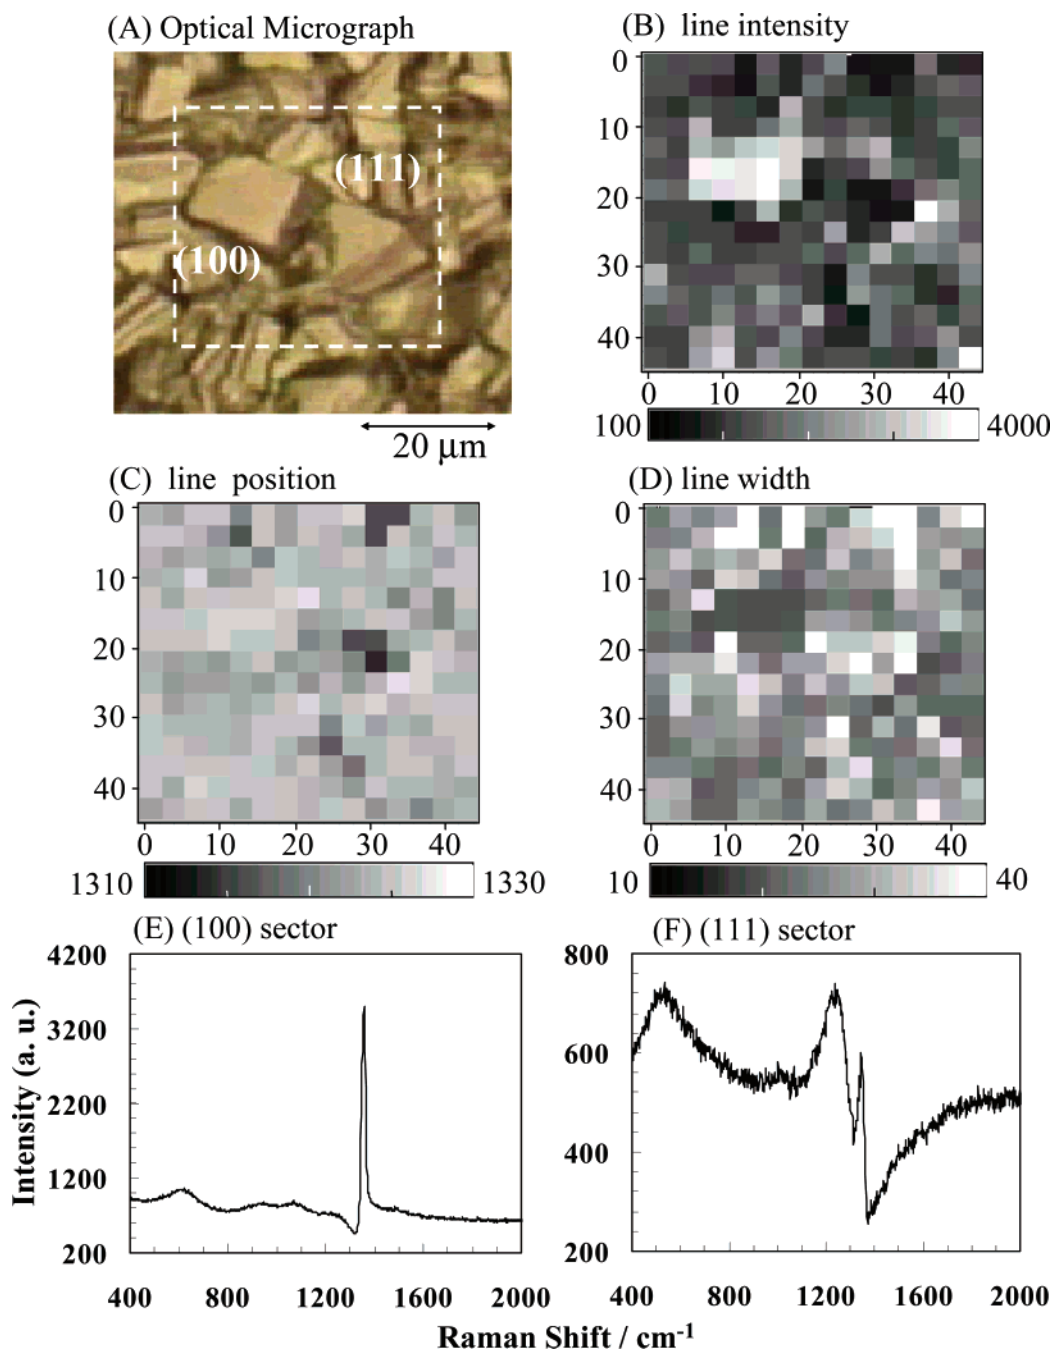 (A) Optical Micrograph
(111)
(100)
20 μm
(B) line intensity
0
10
20
30
40
0 10 20 30 40
100 4000
(C) line position
0
10
20
30
40
0 10 20 30 40
1310 1330
(D) line width
0
10
20
30
40
0 10 20 30 40
10 40
(E) (100) sector
4200
3200
2200
1200
200
Intensity (a. u.)
400 800 1200 1600 2000
(F) (111) sector
800
600
400
200
400 800 1200 1600 2000
Raman Shift / cm⁻¹